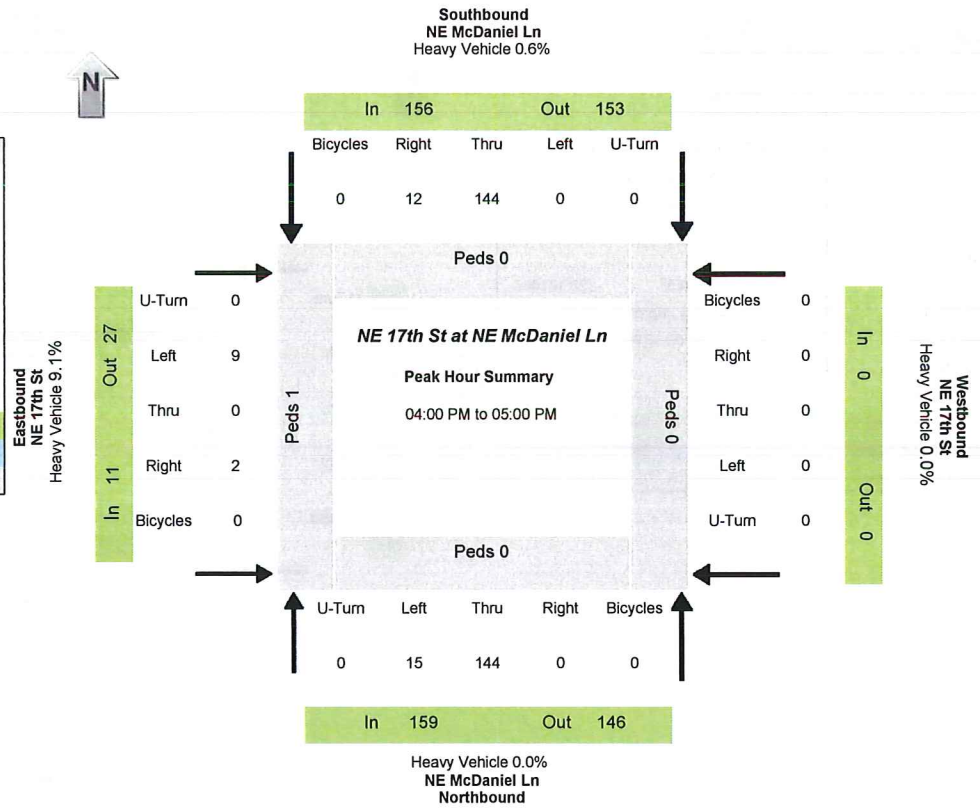 Southbound
NE McDaniel Ln
Heavy Vehicle 0.6%
N
In 156 Out 153
Bicycles Right Thru Left U-Turn
0 12 144 0 0
Peds 0
Eastbound
NE 17th St
Heavy Vehicle 9.1%
Out 27
In 11
U-Turn 0
Left 9
Thru 0
Right 2
Bicycles 0
Peds 1
NE 17th St at NE McDaniel Ln
Peak Hour Summary
04:00 PM to 05:00 PM
Peds 0
Bicycles 0
Right 0
Thru 0
Left 0
U-Turn 0
In 0
Out 0
Westbound
NE 17th St
Heavy Vehicle 0.0%
Peds 0
U-Turn Left Thru Right Bicycles
0 15 144 0 0
In 159 Out 146
Heavy Vehicle 0.0%
NE McDaniel Ln
Northbound